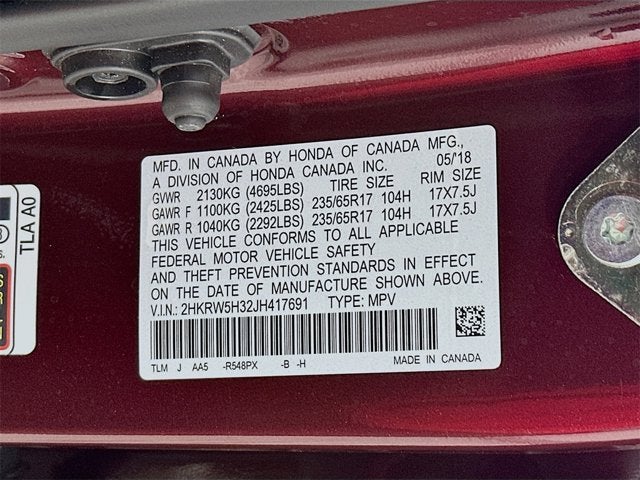 MFD. IN CANADA BY HONDA OF CANADA MFG.,
A DIVISION OF HONDA CANADA INC. 05/18
GVWR 2130KG (4695LBS) TIRE SIZE RIM SIZE
GAWR F 1100KG (2425LBS) 235/65R17 104H 17X7.5J
GAWR R 1040KG (2292LBS) 235/65R17 104H 17X7.5J
THIS VEHICLE CONFORMS TO ALL APPLICABLE
FEDERAL MOTOR VEHICLE SAFETY
AND THEFT PREVENTION STANDARDS IN EFFECT
ON THE DATE OF MANUFACTURE SHOWN ABOVE.
V.I.N.: 2HKRW5H32JH417691 TYPE: MPV
TLM J AA5 -R548PX -B -H MADE IN CANADA
TLA A0